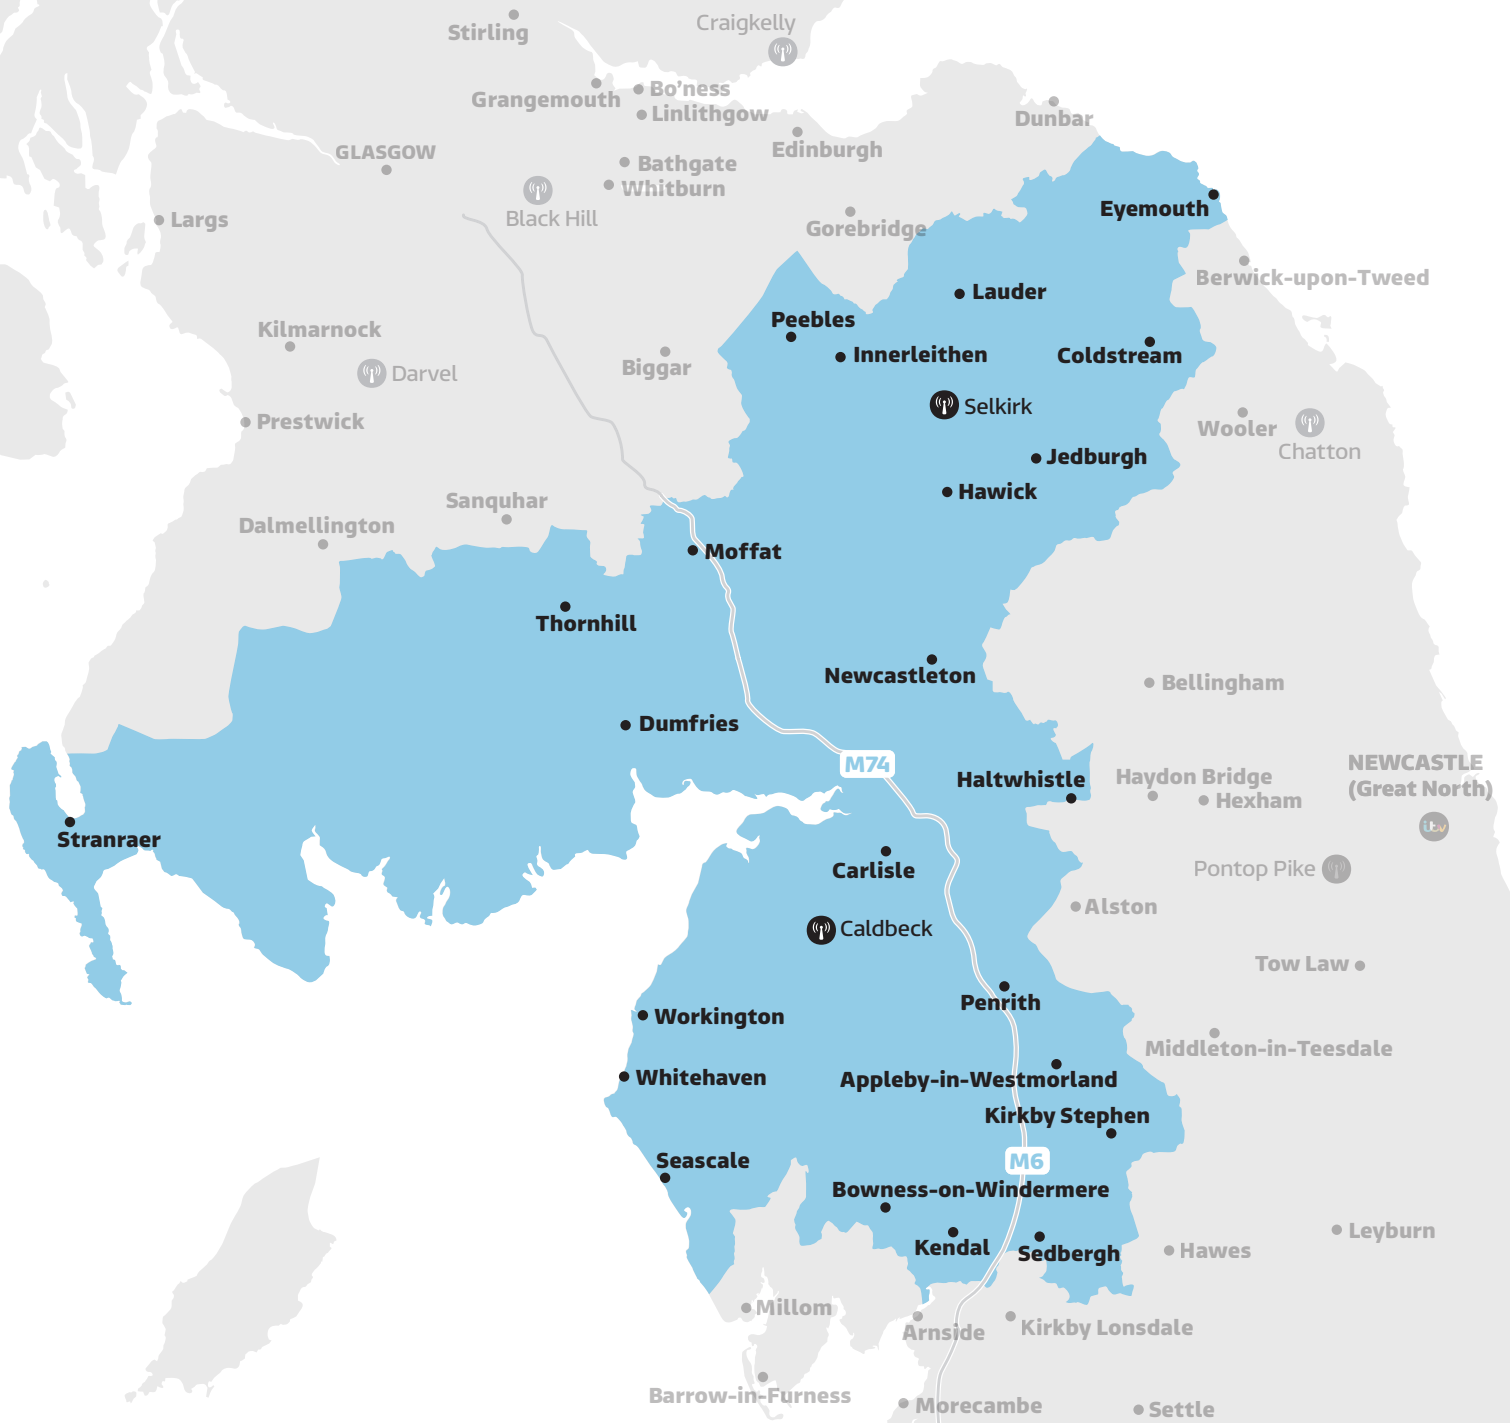 Craigkelly
Stirling
Bo’ness
Grangemouth
Linlithgow
Dunbar
Edinburgh
GLASGOW
Bathgate
Whitburn
Black Hill
Largs
Eyemouth
Gorebridge
Berwick-upon-Tweed
Lauder
Peebles
Kilmarnock
Innerleithen
Coldstream
Biggar
Darvel
Selkirk
Prestwick
Wooler
Chatton
Jedburgh
Hawick
Sanquhar
Dalmellington
Moffat
Thornhill
Newcastleton
Bellingham
Dumfries
M74
NEWCASTLE
(Great North)
Haltwhistle
Haydon Bridge
Hexham
itv
Stranraer
Carlisle
Pontop Pike
Alston
Caldbeck
Tow Law
Penrith
Workington
Middleton-in-Teesdale
Whitehaven
Appleby-in-Westmorland
Kirkby Stephen
Seascale
M6
Bowness-on-Windermere
Leyburn
Kendal
Sedbergh
Hawes
Millom
Arnside
Kirkby Lonsdale
Barrow-in-Furness
Morecambe
Settle